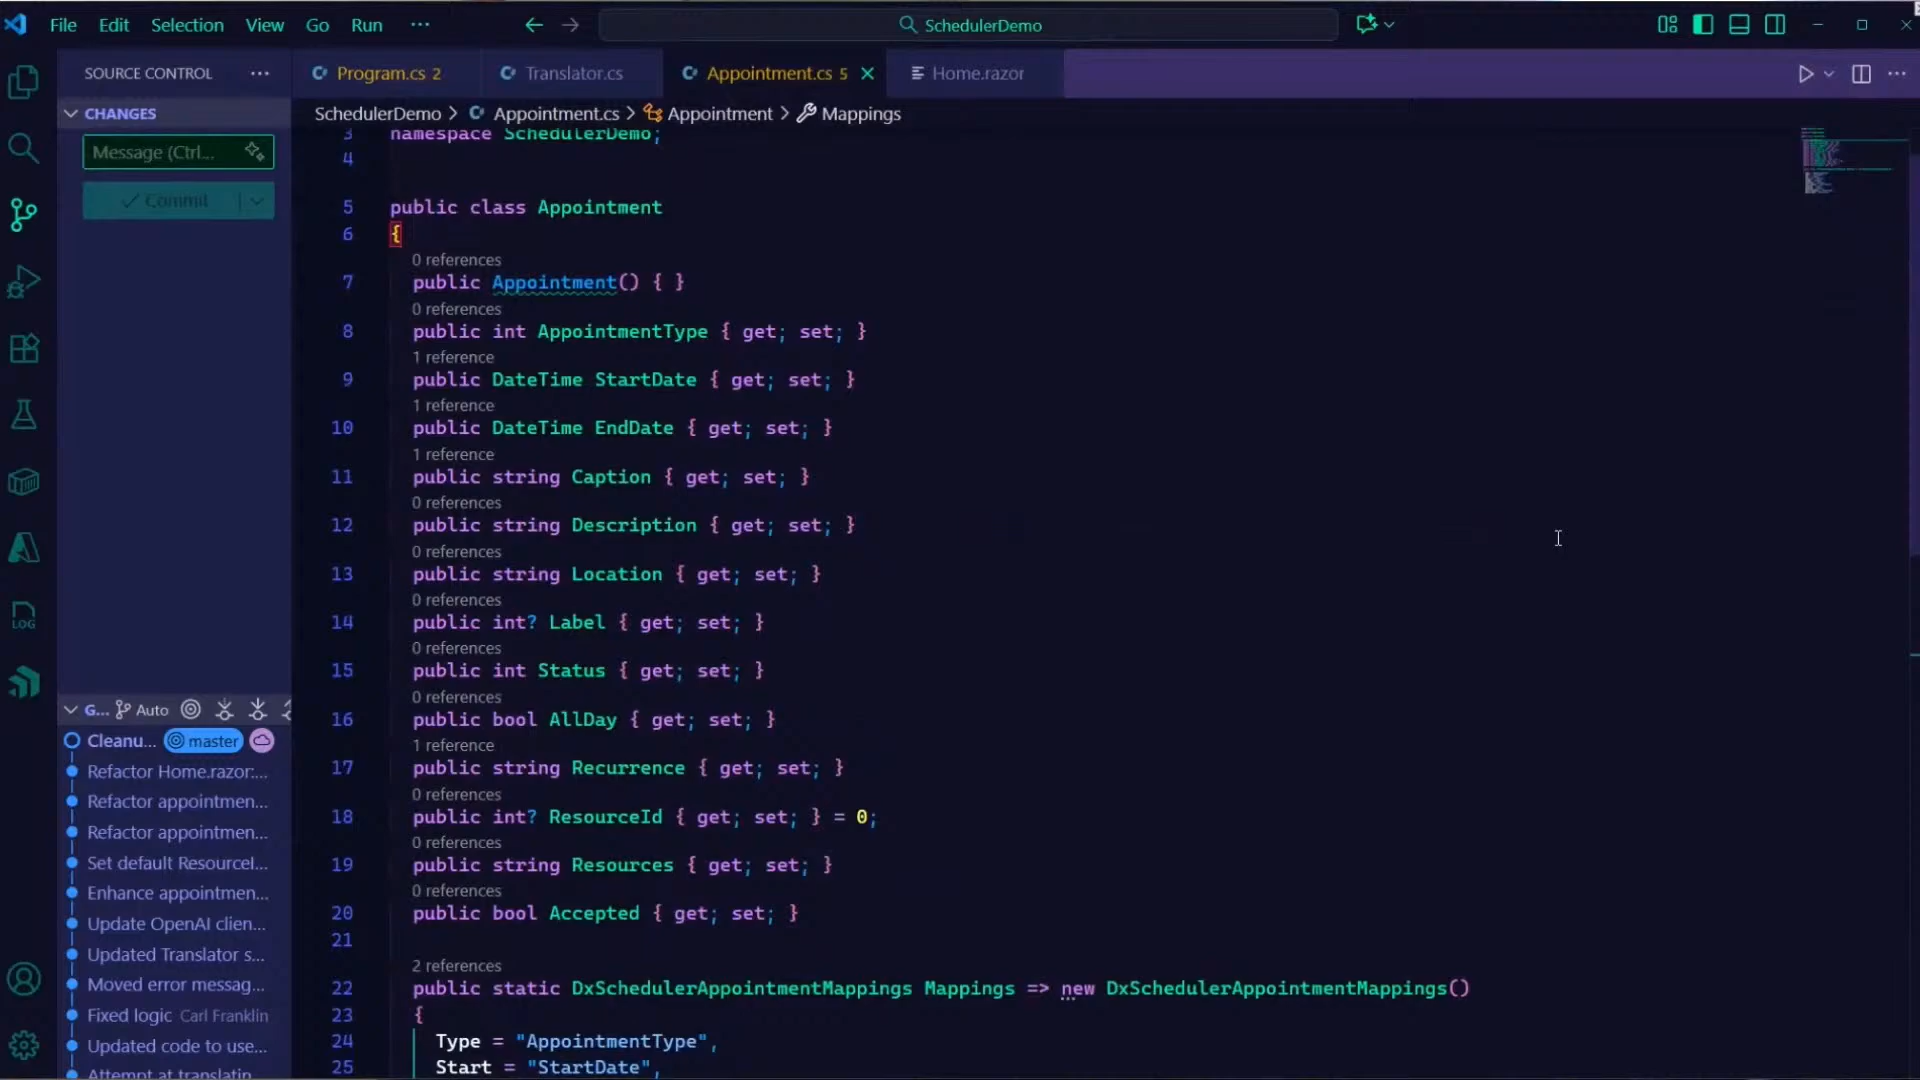 File Edit Selection View Go Run ···
SchedulerDemo
SOURCE CONTROL ···
Program.cs 2
Translator.cs
Appointment.cs 5
Home.razor
CHANGES
Message (Ctrl...
Commit
SchedulerDemo > Appointment.cs > Appointment > Mappings
3 namespace SchedulerDemo;
4
5 public class Appointment
6 {
0 references
7 public Appointment() { }
0 references
8 public int AppointmentType { get; set; }
1 reference
9 public DateTime StartDate { get; set; }
1 reference
10 public DateTime EndDate { get; set; }
1 reference
11 public string Caption { get; set; }
0 references
12 public string Description { get; set; }
0 references
13 public string Location { get; set; }
0 references
14 public int? Label { get; set; }
0 references
15 public int Status { get; set; }
0 references
16 public bool AllDay { get; set; }
1 reference
17 public string Recurrence { get; set; }
0 references
18 public int? ResourceId { get; set; } = 0;
0 references
19 public string Resources { get; set; }
0 references
20 public bool Accepted { get; set; }
21
2 references
22 public static DxSchedulerAppointmentMappings Mappings => new DxSchedulerAppointmentMappings()
23 {
24 Type = "AppointmentType",
25 Start = "StartDate",
LOG
G... Auto
Cleanu... master
Refactor Home.razor:...
Refactor appointmen...
Refactor appointmen...
Set default ResourceI...
Enhance appointmen...
Update OpenAI clien...
Updated Translator s...
Moved error messag...
Fixed logic Carl Franklin
Updated code to use...
Attempt at translatin